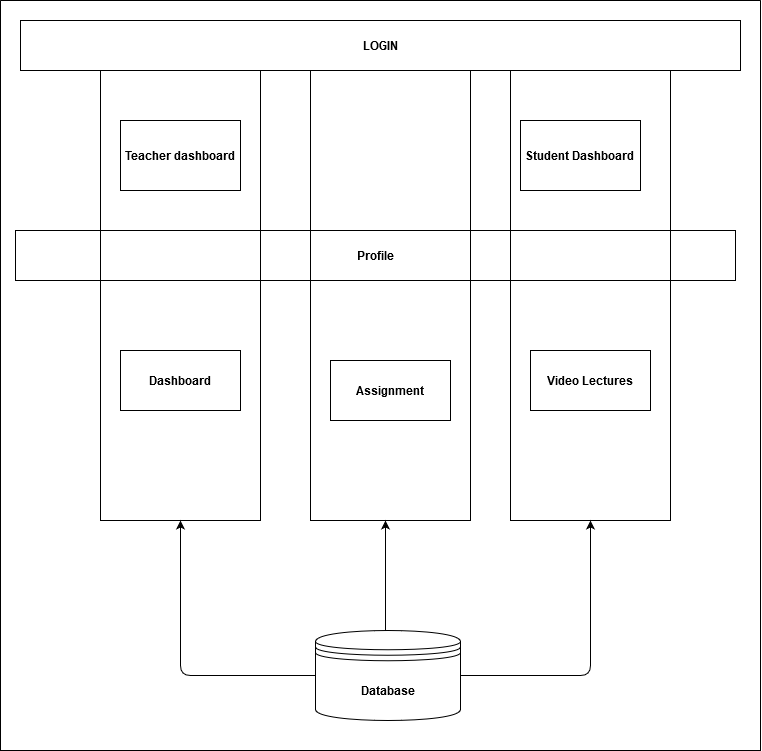 LOGIN
Teacher dashboard
Student Dashboard
Profile
Dashboard
Assignment
Video Lectures
Database